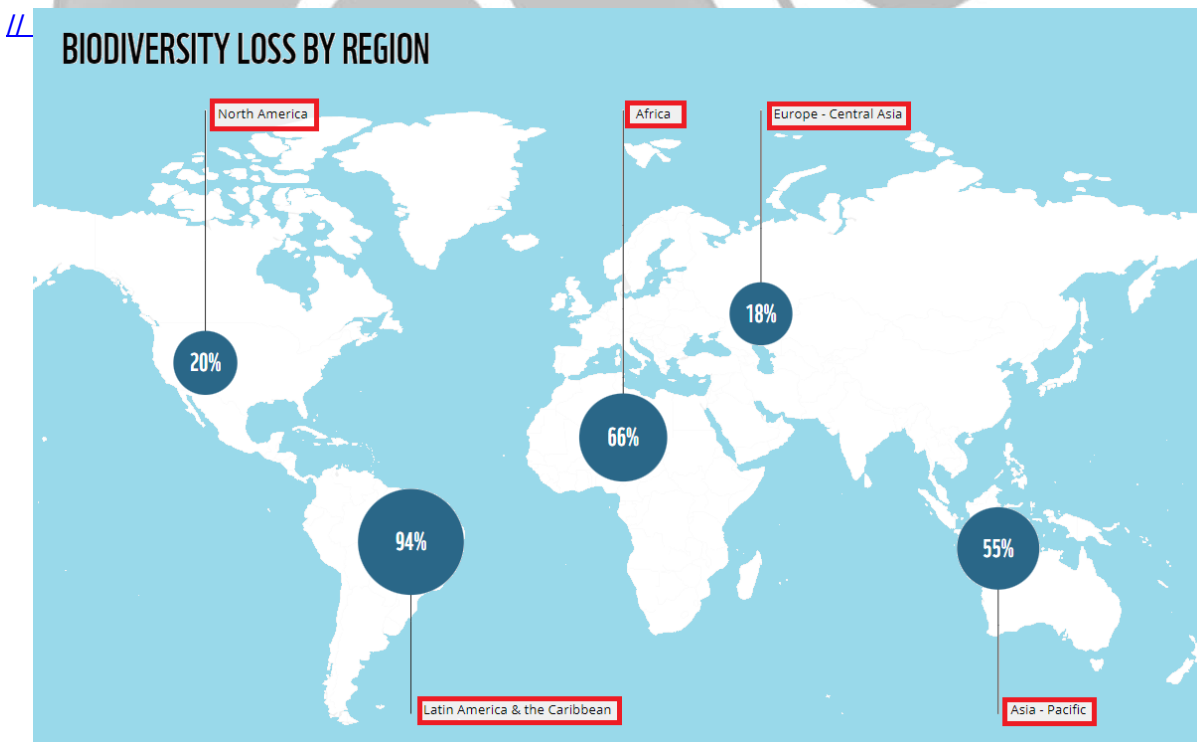 //
BIODIVERSITY LOSS BY REGION
North America
Africa
Europe - Central Asia
18%
20%
66%
94%
55%
Latin America & the Caribbean
Asia - Pacific